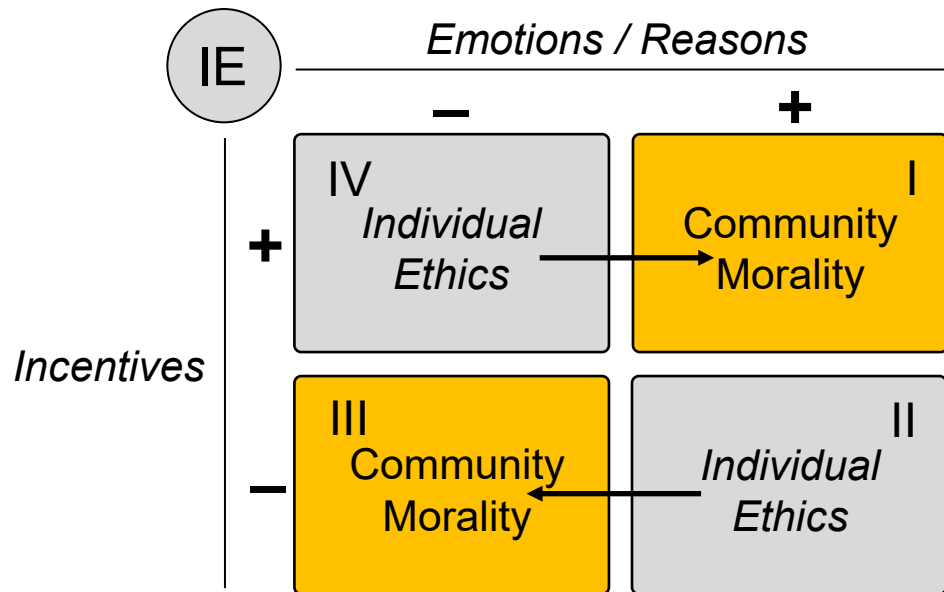 IE
Emotions / Reasons
− +
IV
Individual
Ethics
I
Community
Morality
+
Incentives
III
Community
Morality
II
Individual
Ethics
−